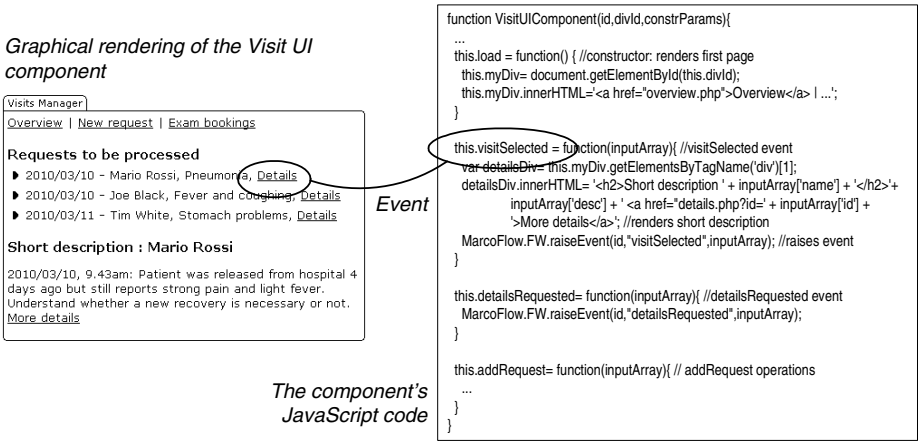 Graphical rendering of the Visit UI
component
Visits Manager
Overview | New request | Exam bookings
Requests to be processed
2010/03/10 - Mario Rossi, Pneumonia, Details
2010/03/10 - Joe Black, Fever and coughing, Details
2010/03/11 - Tim White, Stomach problems, Details
Short description : Mario Rossi
2010/03/10, 9.43am: Patient was released from hospital 4
days ago but still reports strong pain and light fever.
Understand whether a new recovery is necessary or not.
More details
Event
The component's
JavaScript code
function VisitUIComponent(id,divId,constrParams){
...
this.load = function() { //constructor: renders first page
this.myDiv= document.getElementById(this.divId);
this.myDiv.innerHTML='<a href="overview.php">Overview</a> | ...';
}
this.visitSelected = function(inputArray){ //visitSelected event
var detailsDiv= this.myDiv.getElementsByTagName('div')[1];
detailsDiv.innerHTML= '<h2>Short description ' + inputArray['name'] + '</h2>'+
inputArray['desc'] + ' <a href="details.php?id=' + inputArray['id'] +
'>More details</a>'; //renders short description
MarcoFlow.FW.raiseEvent(id,"visitSelected",inputArray); //raises event
}
this.detailsRequested= function(inputArray){ //detailsRequested event
MarcoFlow.FW.raiseEvent(id,"detailsRequested",inputArray);
}
this.addRequest= function(inputArray){ // addRequest operations
...
}
}